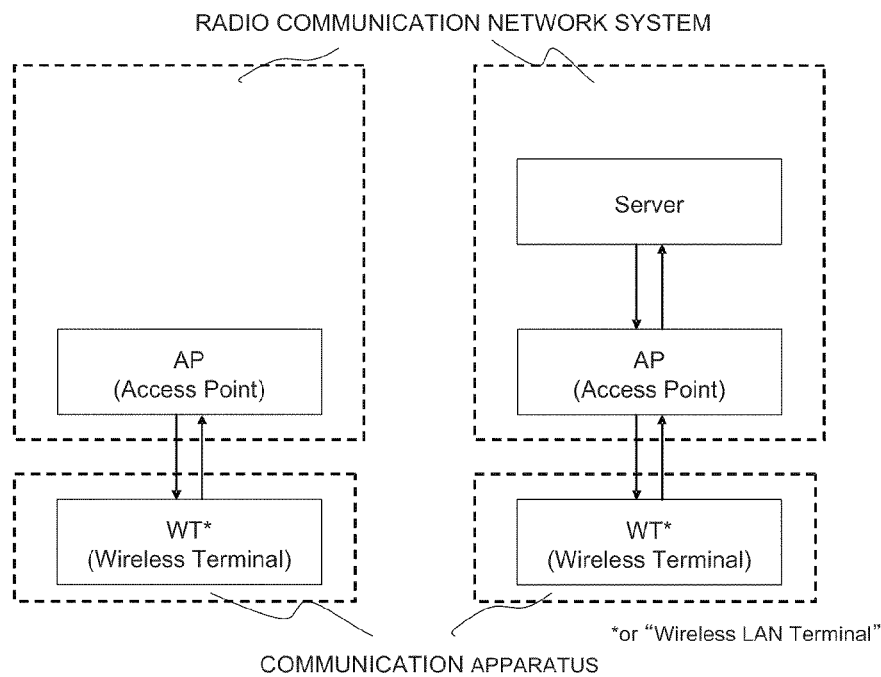 RADIO COMMUNICATION NETWORK SYSTEM
Server
AP
(Access Point)
AP
(Access Point)
WT*
(Wireless Terminal)
WT*
(Wireless Terminal)
*or “Wireless LAN Terminal”
COMMUNICATION APPARATUS